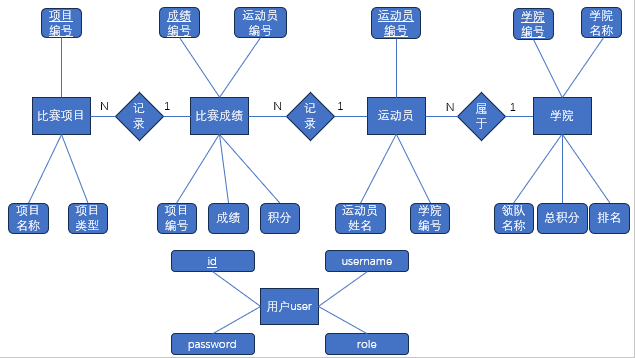 项目
编号
成绩
编号
运动员
编号
运动员
编号
学院
编号
学院
名称
比赛项目
N
记
录
1
比赛成绩
N
记
录
1
运动员
N
属
于
1
学院
项目
名称
项目
类型
项目
编号
成绩
积分
运动员
姓名
学院
编号
领队
名称
总积分
排名
id
username
用户user
password
role